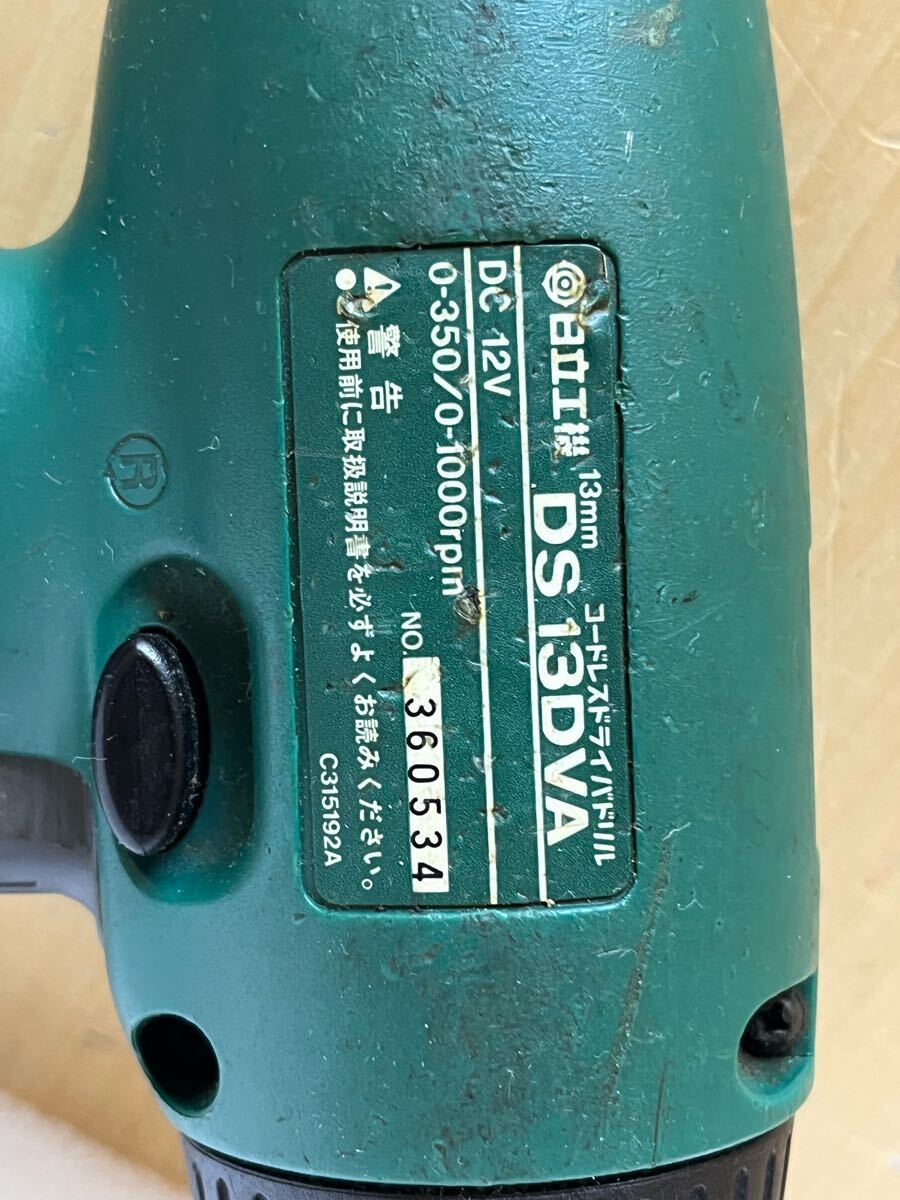 日立工機
13mm コードレスドライバドリル
DS 13DVA
DC 12V
0-350/0-1000rpm
NO. 360534
警告
使用前に取扱説明書を必ずよくお読みください。
C315192A
R